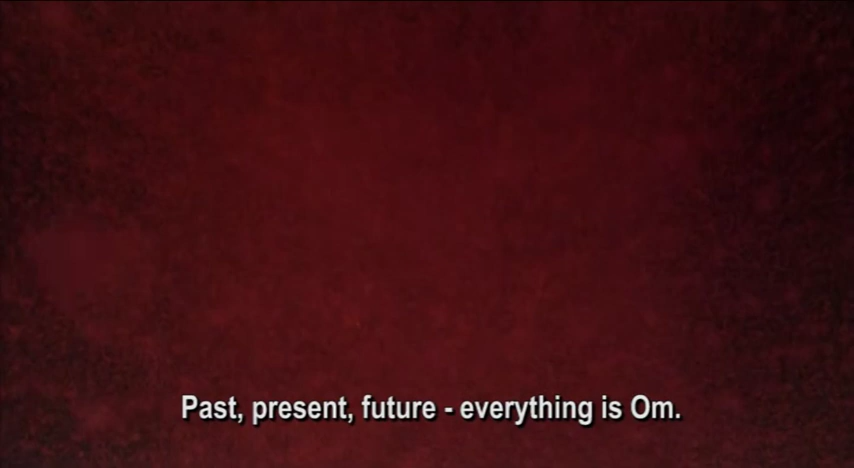 Past, present, future - everything is Om.